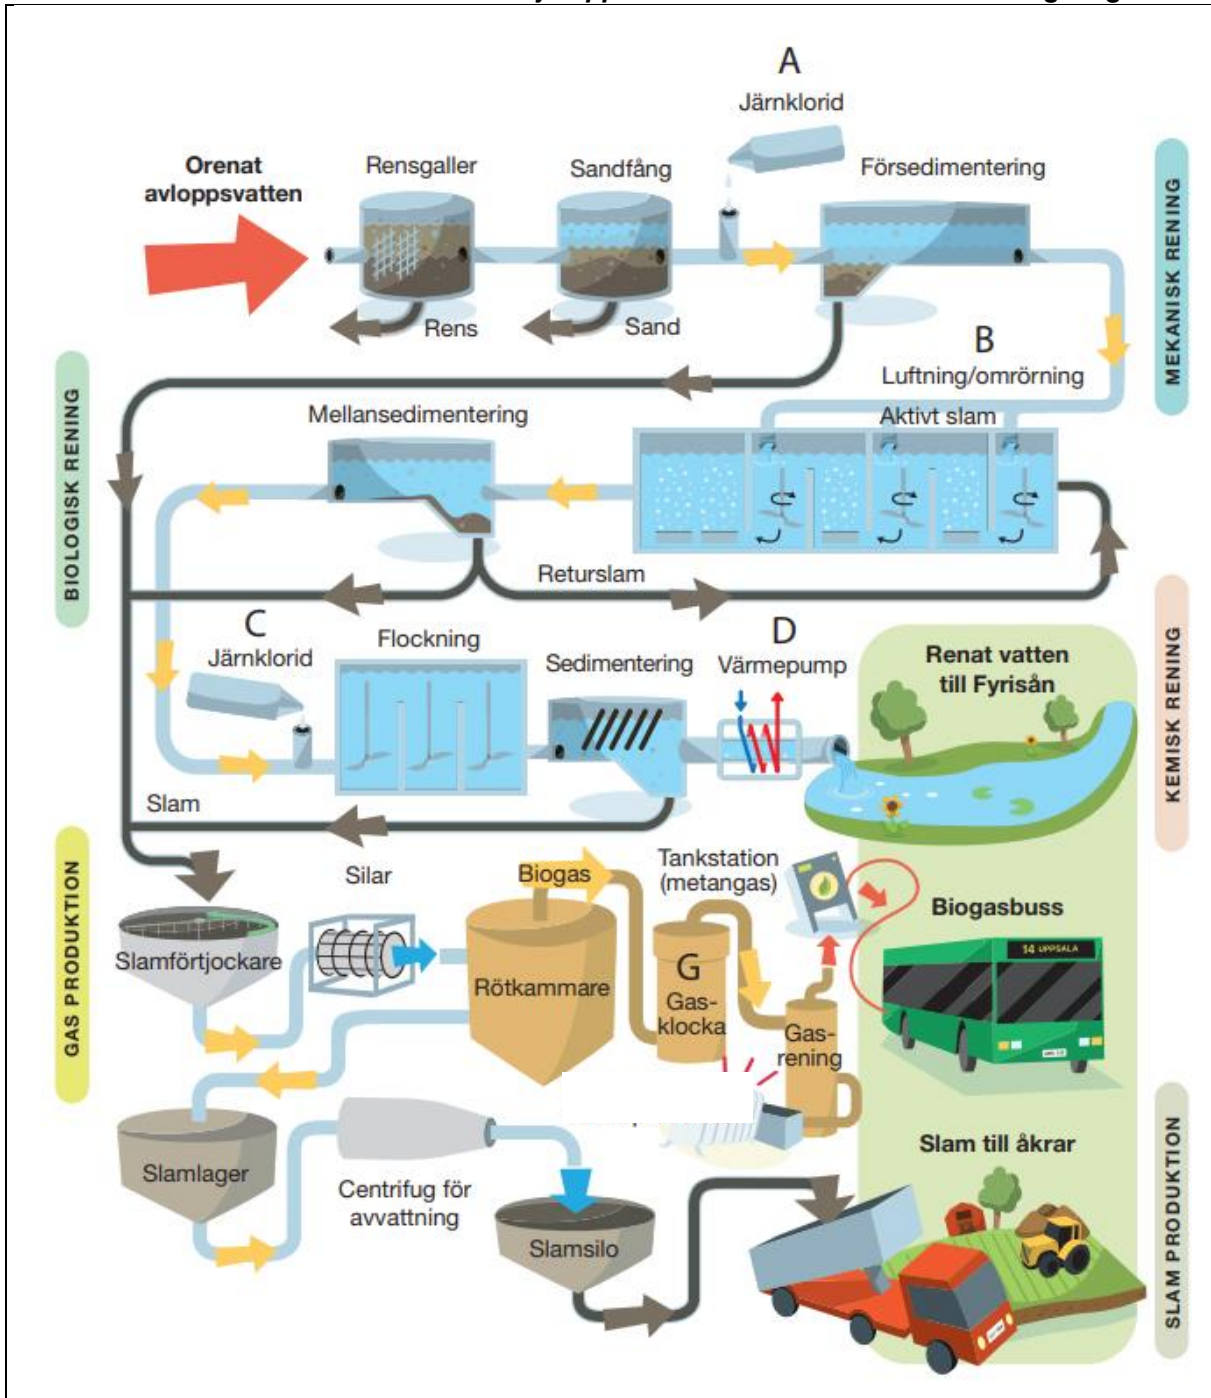 A
Järnklorid
Orenat
avloppsvatten
Rensgaller
Sandfång
Försedimentering
MEKANISK RENING
Rens
Sand
B
Luftning/omrörning
Aktivt slam
Mellansedimentering
BIOLOGISK RENING
Returslam
C
Järnklorid
Flockning
Sedimentering
D
Värmepump
Renat vatten
till Fyrisån
KEMISK RENING
Slam
GAS PRODUKTION
Silar
Biogas
Tankstation
(metangas)
Biogasbuss
14 UPPSALA
Slamförtjockare
Rötkammare
G
Gas-
klocka
Gas-
rening
Slamlager
Centrifug för
avvattning
Slamsilo
Slam till åkrar
SLAM PRODUKTION